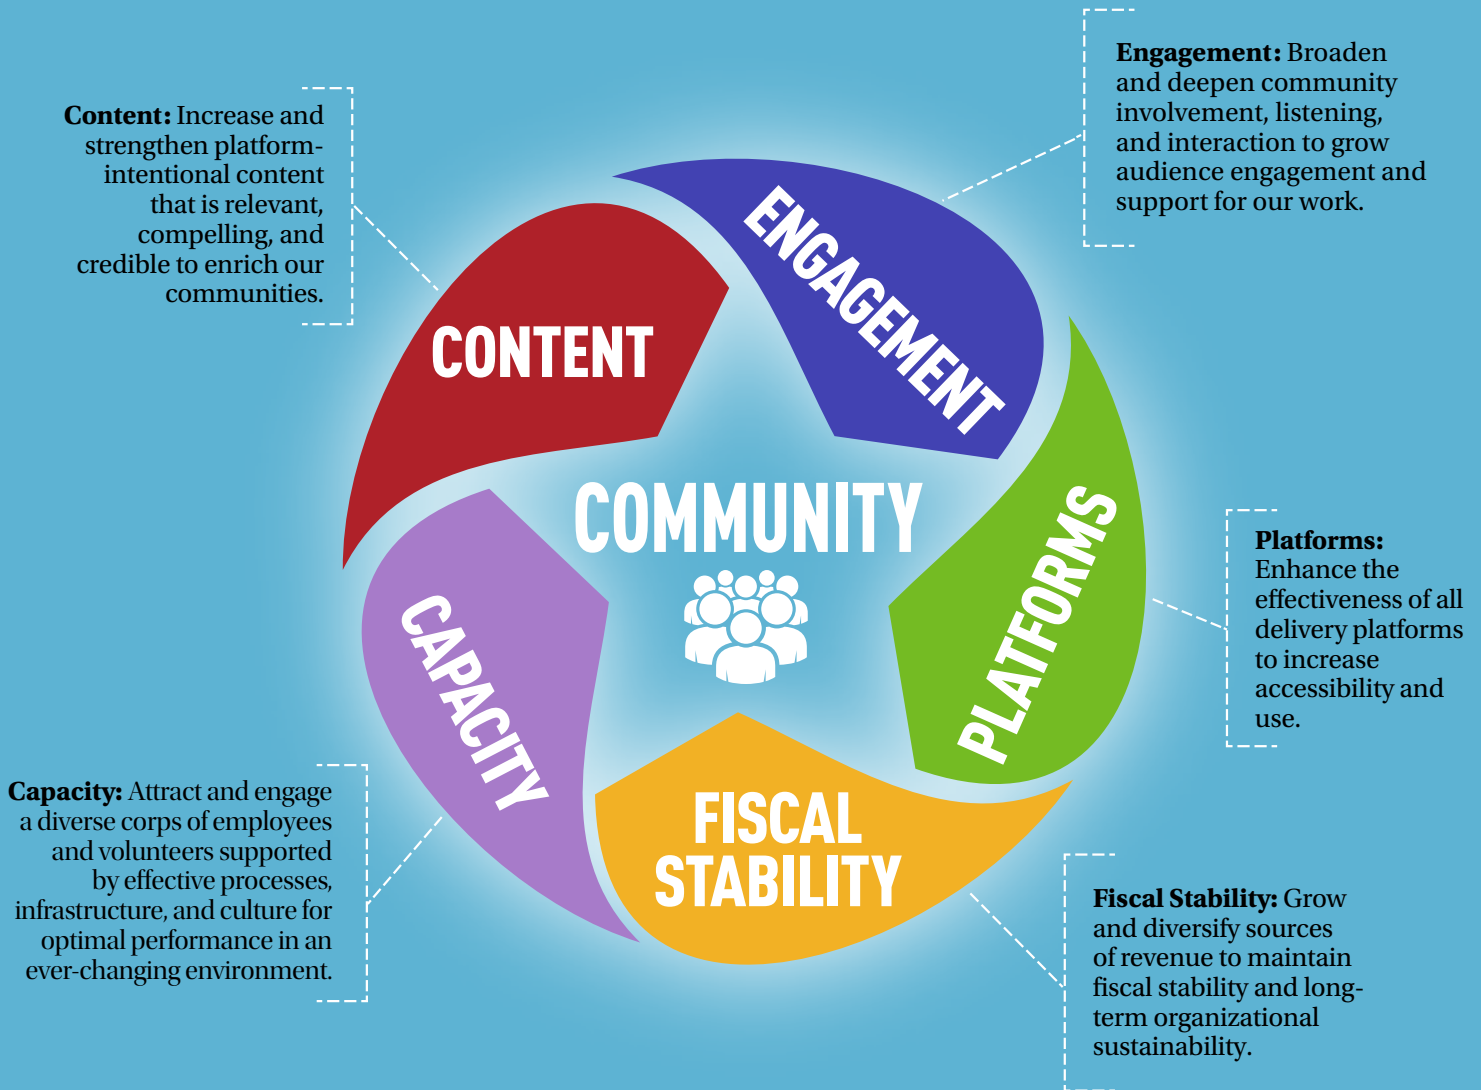 Content: Increase and
strengthen platform-
intentional content
that is relevant,
compelling, and
credible to enrich our
communities.
Engagement: Broaden
and deepen community
involvement, listening,
and interaction to grow
audience engagement and
support for our work.
CONTENT
ENGAGEMENT
COMMUNITY
PLATFORMS
CAPACITY
FISCAL
STABILITY
Platforms:
Enhance the
effectiveness of all
delivery platforms
to increase
accessibility and
use.
Capacity: Attract and engage
a diverse corps of employees
and volunteers supported
by effective processes,
infrastructure, and culture for
optimal performance in an
ever-changing environment.
Fiscal Stability: Grow
and diversify sources
of revenue to maintain
fiscal stability and long-
term organizational
sustainability.